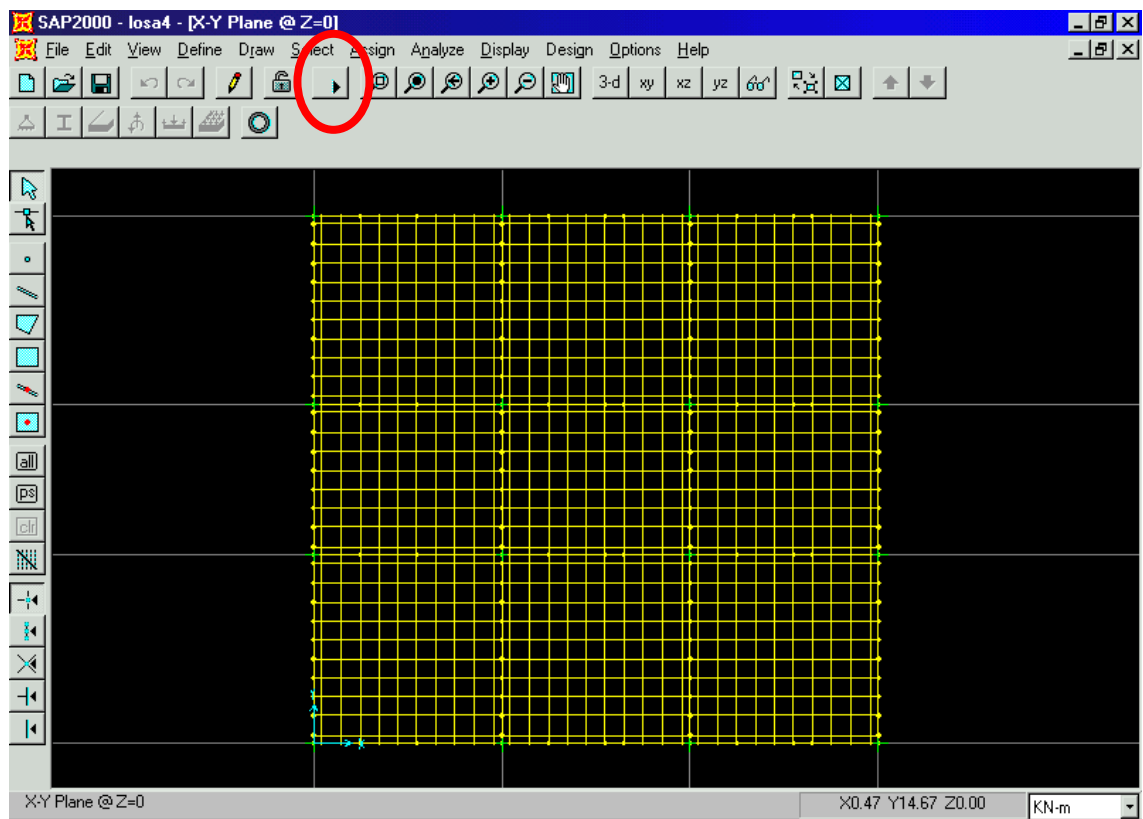 SAP2000 - losa4 - [X-Y Plane @ Z=0]
File Edit View Define Draw Select Assign Analyze Display Design Options Help
3-d xy xz yz
all
ps
clr
Y
X
X-Y Plane @ Z=0 X0.47 Y14.67 Z0.00 KN-m